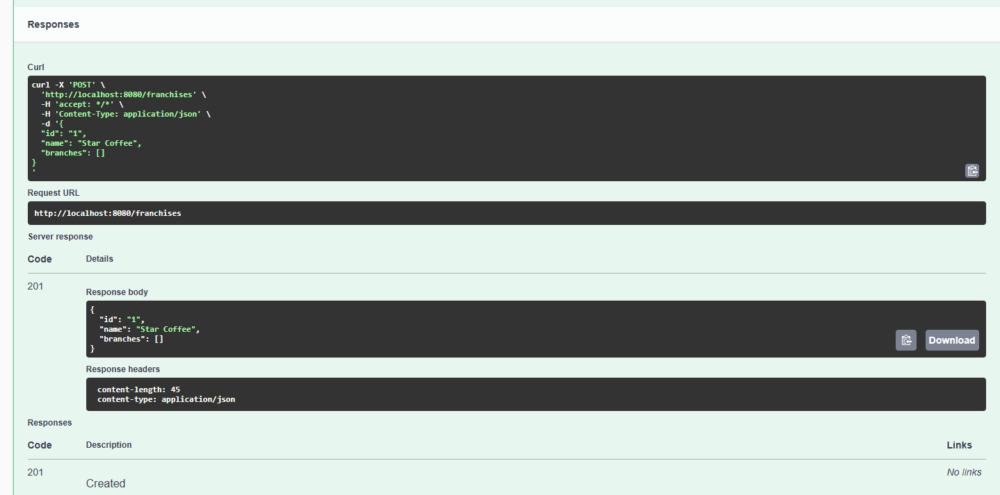 Responses
Curl
curl -X 'POST' \
  'http://localhost:8080/franchises' \
  -H 'accept: */*' \
  -H 'Content-Type: application/json' \
  -d '{
  "id": "1",
  "name": "Star Coffee",
  "branches": []
}
'
Request URL
http://localhost:8080/franchises
Server response
Code Details
201
Response body
{
  "id": "1",
  "name": "Star Coffee",
  "branches": []
}
Download
Response headers
content-length: 45
content-type: application/json
Responses
Code Description Links
201 No links
Created